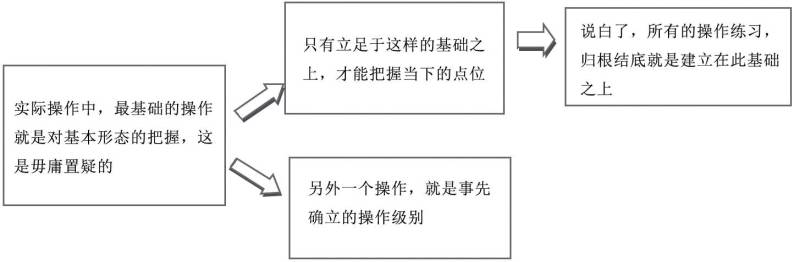 实际操作中，最基础的操作
就是对基本形态的把握，这
是毋庸置疑的
只有立足于这样的基础之
上，才能把握当下的点位
说白了，所有的操作练习，
归根结底就是建立在此基础
之上
另外一个操作，就是事先
确立的操作级别